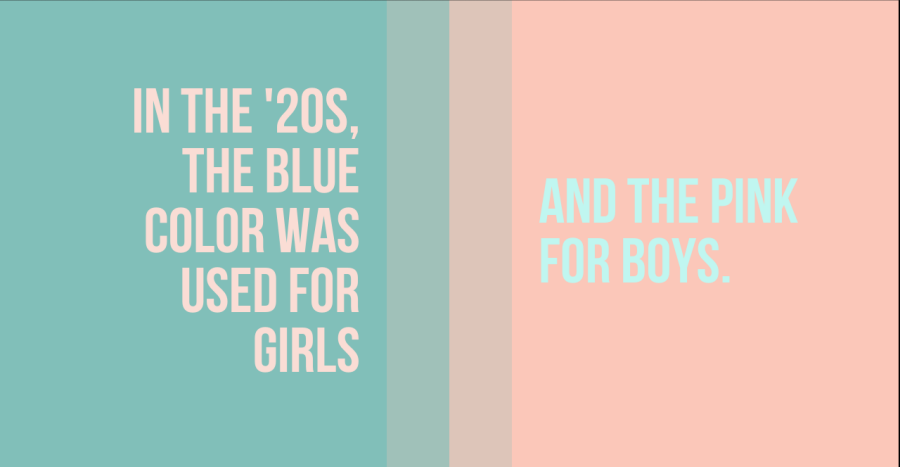 IN THE '20S,
THE BLUE
COLOR WAS
USED FOR
GIRLS
AND THE PINK
FOR BOYS.